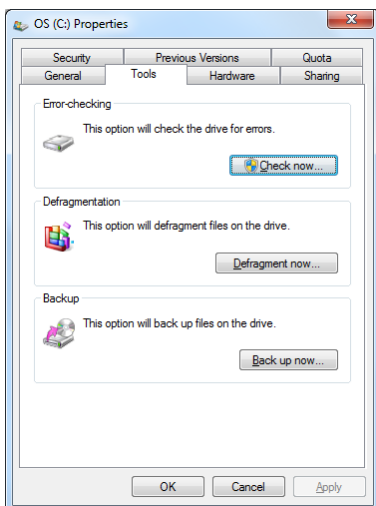 OS (C:) Properties
Security Previous Versions Quota
General Tools Hardware Sharing
Error-checking
This option will check the drive for errors.
Check now...
Defragmentation
This option will defragment files on the drive.
Defragment now...
Backup
This option will back up files on the drive.
Back up now...
OK Cancel Apply